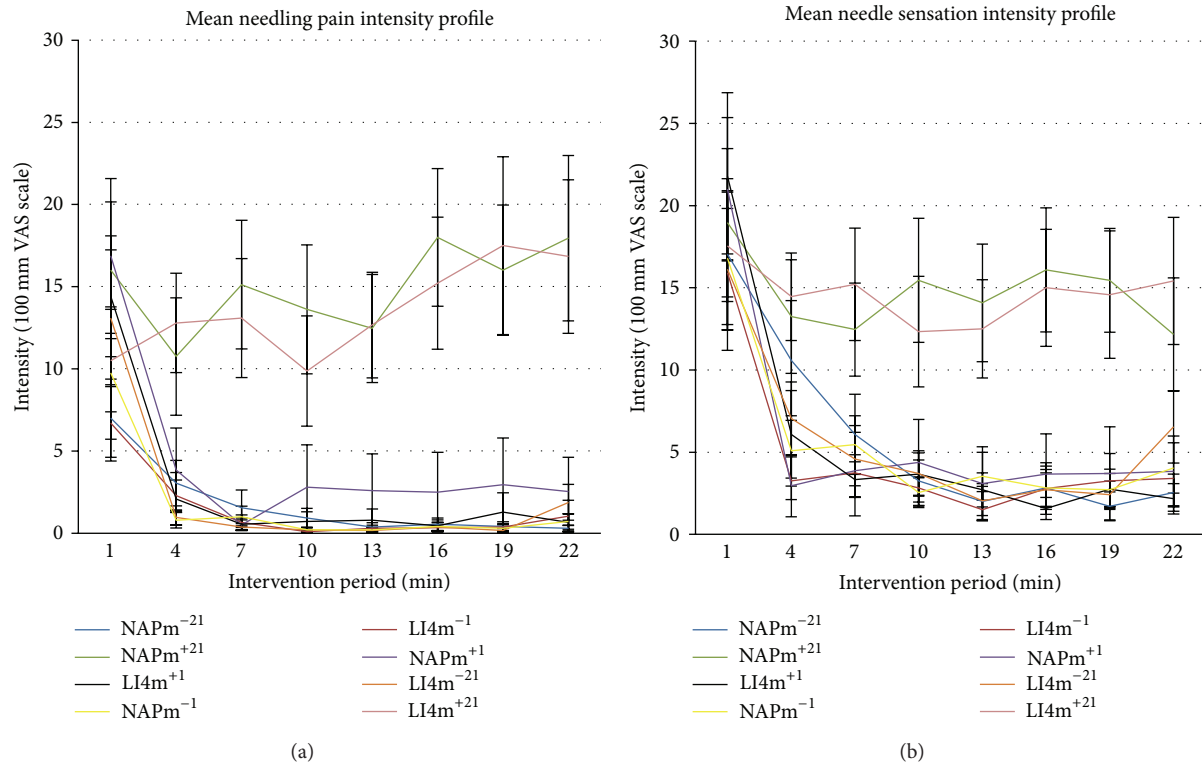 Mean needling pain intensity profile
30
25
20
15
10
5
0
Intensity (100 mm VAS scale)
1 4 7 10 13 16 19 22
Intervention period (min)
NAPm⁻²¹
NAPm⁺²¹
LI4m⁺¹
NAPm⁻¹
LI4m⁻¹
NAPm⁺¹
LI4m⁻²¹
LI4m⁺²¹
(a)
Mean needle sensation intensity profile
30
25
20
15
10
5
0
Intensity (100 mm VAS scale)
1 4 7 10 13 16 19 22
Intervention period (min)
NAPm⁻²¹
NAPm⁺²¹
LI4m⁺¹
NAPm⁻¹
LI4m⁻¹
NAPm⁺¹
LI4m⁻²¹
LI4m⁺²¹
(b)